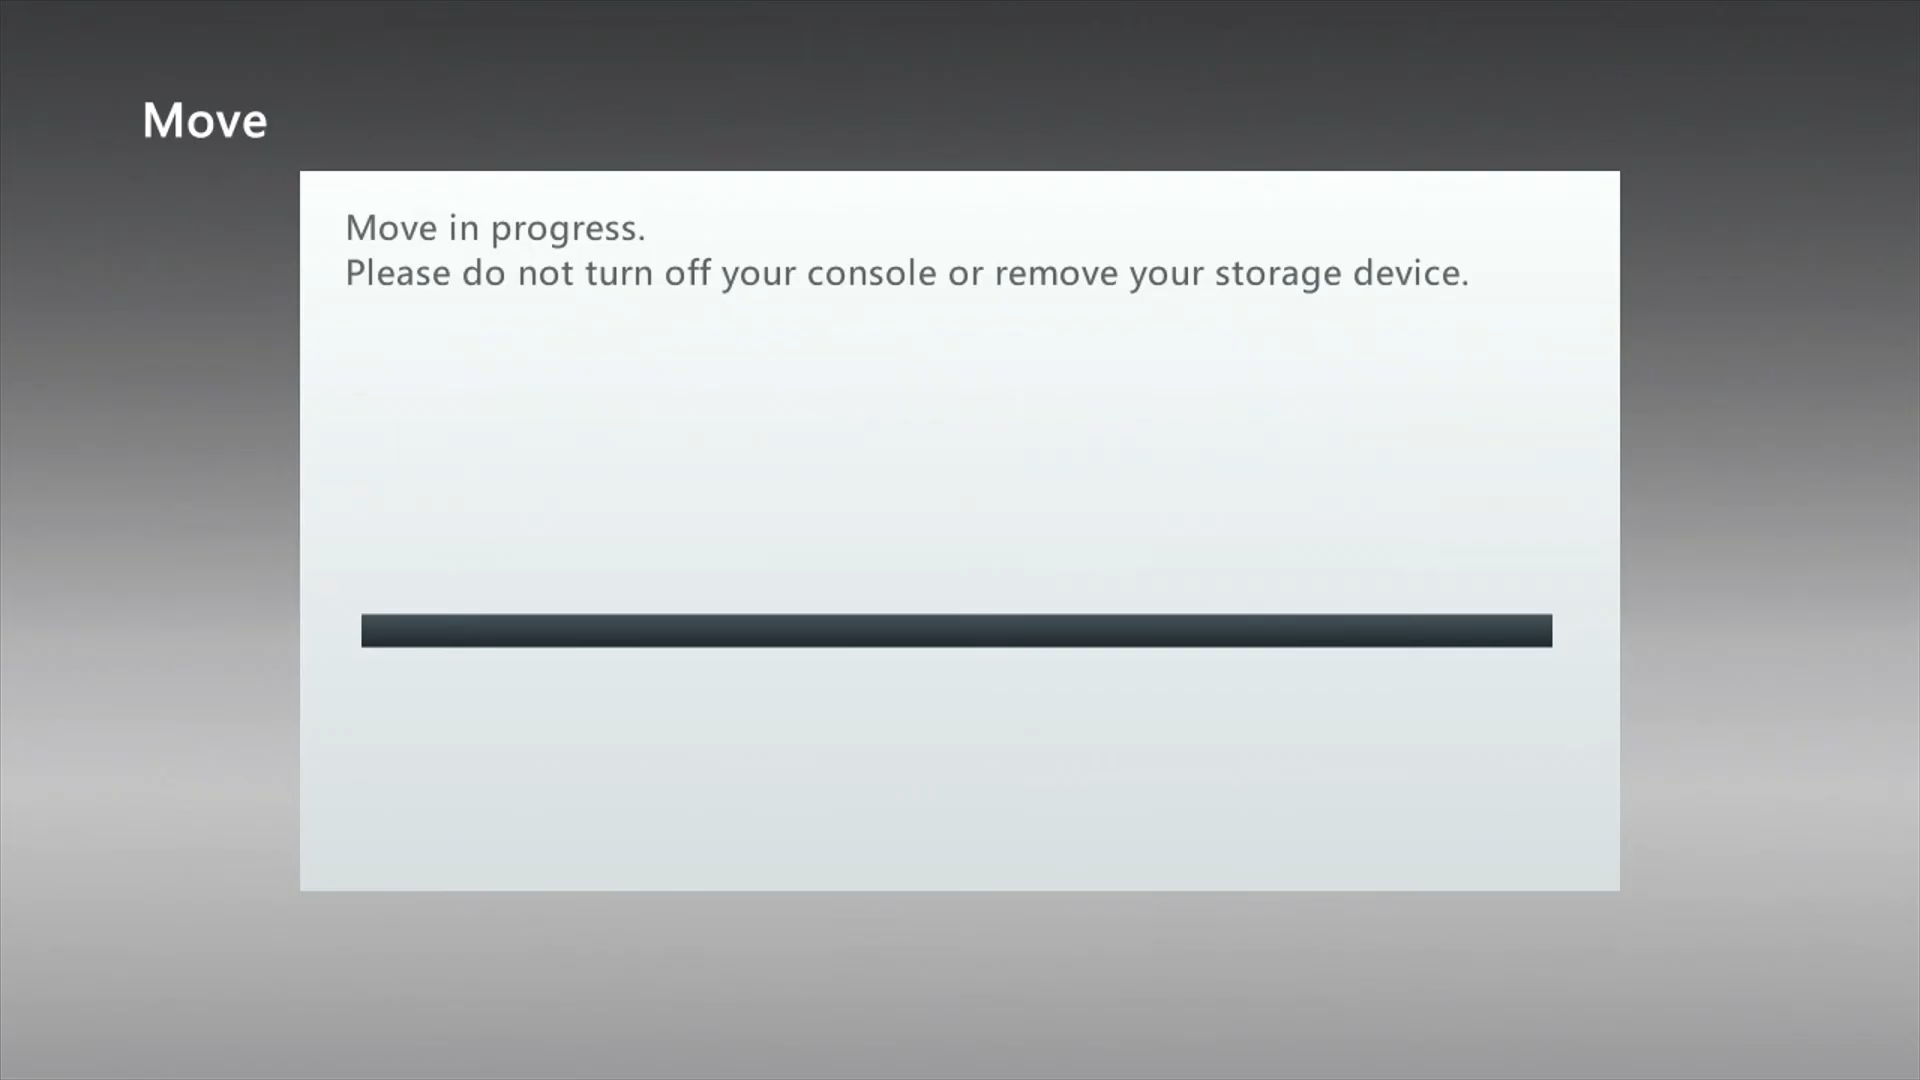 Move
Move in progress.
Please do not turn off your console or remove your storage device.